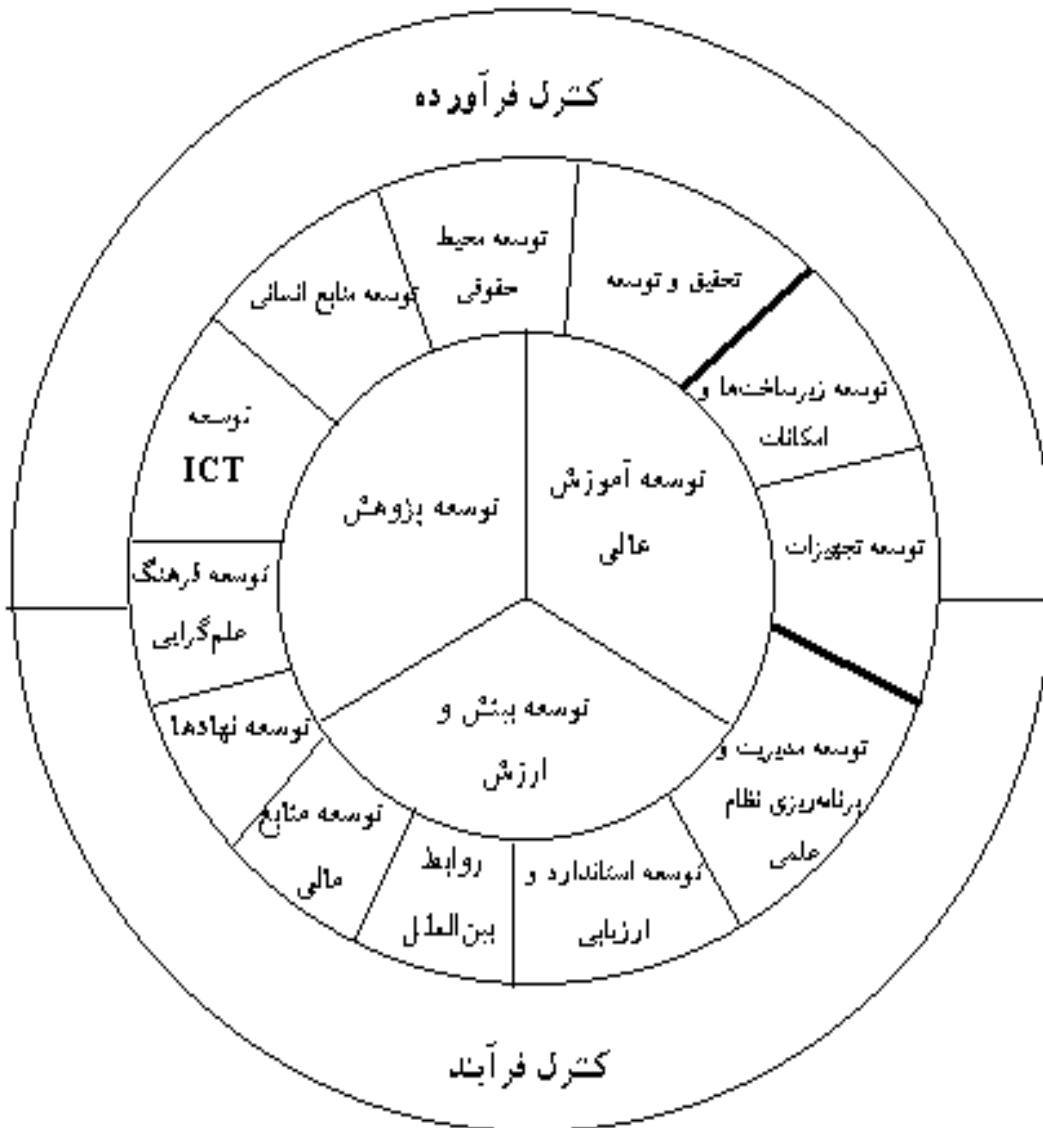 کنترل فرآورده
تحقیق و توسعه
توسعه محیط
حقوقی
توسعه منابع انسانی
توسعه
ICT
توسعه فرهنگ
علم‌گرایی
توسعه نهادها
توسعه منابع
مالی
روابط
بین‌الملل
توسعه استاندارد و
ارزیابی
توسعه مدیریت و
برنامه‌ریزی نظام
علمی
توسعه تجهیزات
توسعه زیرساخت‌ها و
امکانات
توسعه آموزش
عالی
توسعه پژوهش
توسعه بینش و
ارزش
کنترل فرآیند